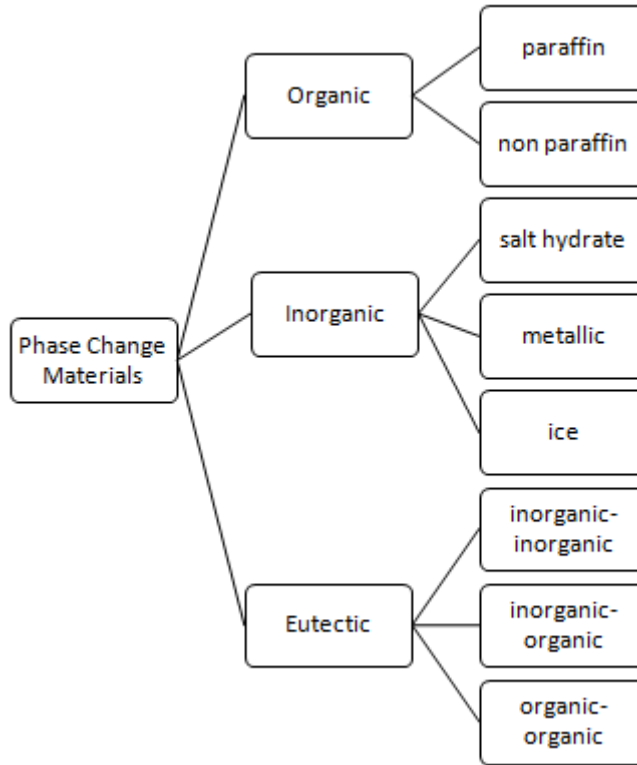 paraffin
Organic
non paraffin
salt hydrate
Inorganic
metallic
Phase Change
Materials
ice
inorganic-
inorganic
Eutectic
inorganic-
organic
organic-
organic